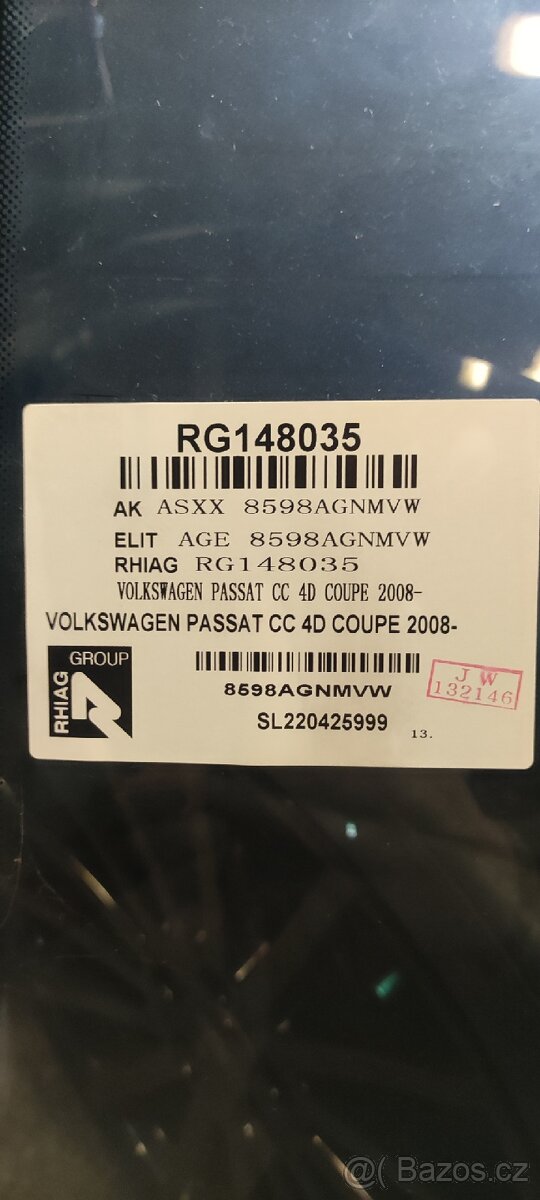 RG148035
AK ASXX 8598AGNMVW
ELIT AGE 8598AGNMVW
RHIAG RG148035
VOLKSWAGEN PASSAT CC 4D COUPE 2008-
VOLKSWAGEN PASSAT CC 4D COUPE 2008-
RHIAG GROUP
8598AGNMVW
J W
132146
SL220425999
13.
@( Bazos.cz